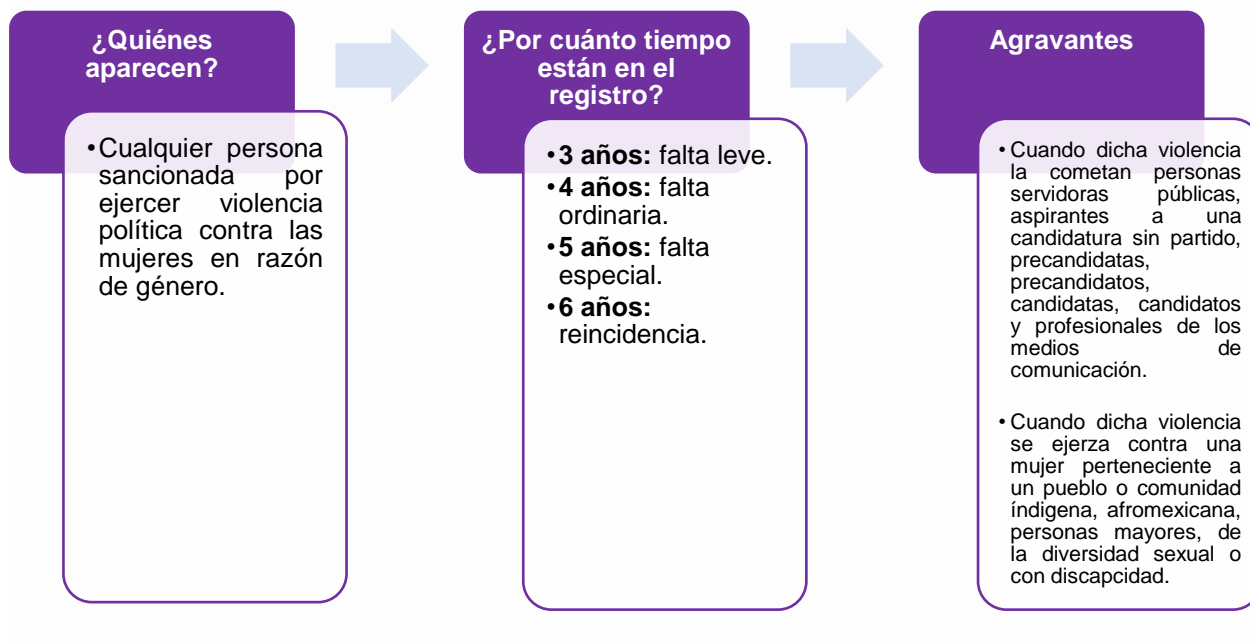 ¿Quiénes
aparecen?
•Cualquier persona
sancionada por
ejercer violencia
política contra las
mujeres en razón
de género.
¿Por cuánto tiempo
están en el
registro?
•3 años: falta leve.
•4 años: falta
ordinaria.
•5 años: falta
especial.
•6 años:
reincidencia.
Agravantes
• Cuando dicha violencia
la cometan personas
servidoras públicas,
aspirantes a una
candidatura sin partido,
precandidatas,
precandidatos,
candidatas, candidatos
y profesionales de los
medios de
comunicación.
• Cuando dicha violencia
se ejerza contra una
mujer perteneciente a
un pueblo o comunidad
índigena, afromexicana,
personas mayores, de
la diversidad sexual o
con discapcidad.